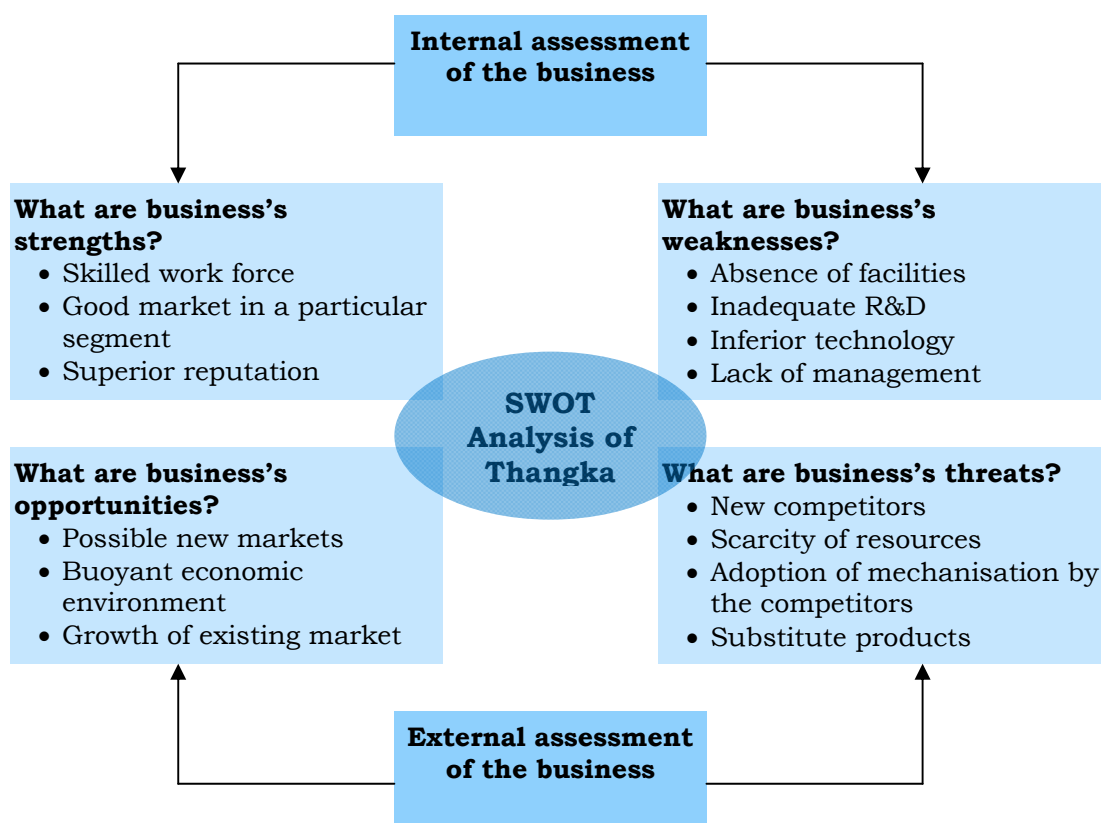 Internal assessment
of the business
What are business’s
strengths?
• Skilled work force
• Good market in a particular
segment
• Superior reputation
What are business’s
weaknesses?
• Absence of facilities
• Inadequate R&D
• Inferior technology
• Lack of management
SWOT
Analysis of
Thangka
What are business’s
opportunities?
• Possible new markets
• Buoyant economic
environment
• Growth of existing market
What are business’s threats?
• New competitors
• Scarcity of resources
• Adoption of mechanisation by
the competitors
• Substitute products
External assessment
of the business